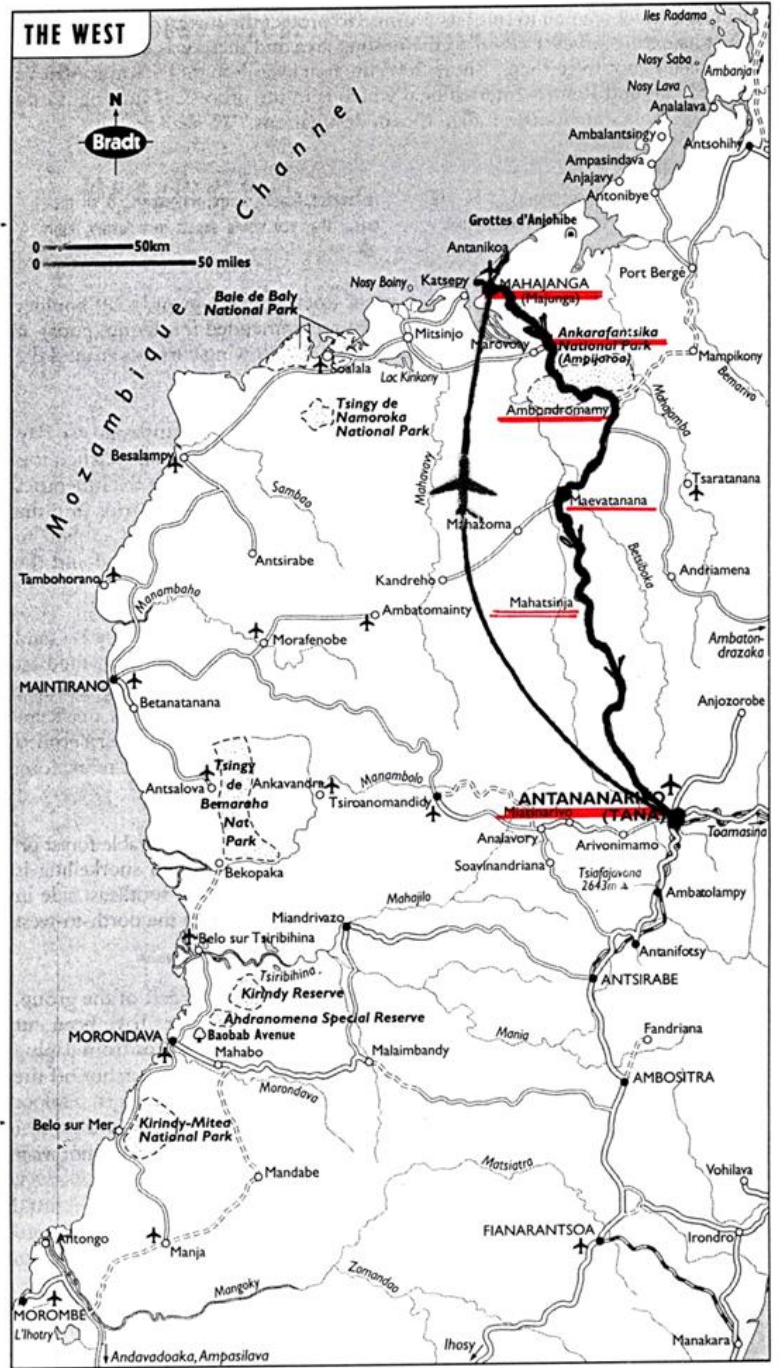 THE WEST
N
Bradt
Mozambique Channel
0 50km
0 50 miles
Iles Radama
Nosy Saba
Ambanja
Nosy Lava
Analalava
Ambalantsingy
Antsohihy
Ampasindava
Anjajavy
Antonibye
Grottes d'Anjohibe
Antanikoa
Port Bergé
Katsepy
MAHAJANGA
(Majunga)
Nosy Boiny
Baie de Baly
National Park
Mitsinjo
Marovoay
Ankarafantsika
National Park
(Ampijaroa)
Mampikony
Bemarivo
Soalala
Lac Kinkony
Tsingy de
Namoroka
National Park
Ambondromamy
Mahajamba
Besalampy
Mahavavy
Tsaratanana
Maevatanana
Sambao
Mahazoma
Antsirabe
Betsiboka
Andriamena
Tambohorano
Kandreho
Manambaho
Mahatsinja
Ambatomainty
Morafenobe
Ambaton-
drazaka
MAINTIRANO
Betanatanana
Anjozorobe
Tsingy
de
Bemaraha
Nat
Park
Antsalova
Ankavandra
Manambolo
Tsiroanomandidy
ANTANANARIVO
(TANA)
Miarinarivo
Toamasina
Analavory
Arivonimamo
Soavinandriana
Tsiafajavona
2643m
Bekopaka
Ambatolampy
Mahajilo
Miandrivazo
Antanifotsy
Belo sur Tsiribihina
Tsiribihina
ANTSIRABE
Kirindy Reserve
Andranomena Special Reserve
Baobab Avenue
Mania
Fandriana
MORONDAVA
Mahabo
Malaimbandy
Morondava
AMBOSITRA
Belo sur Mer
Kirindy-Mitea
National Park
Matsiatra
Mandabe
Vohilava
FIANARANTSOA
Irondro
Antongo
Manja
Mangoky
Zomandao
MOROMBE
L'Ihotry
Ihosy
Manakara
Andavadoaka, Ampasilava